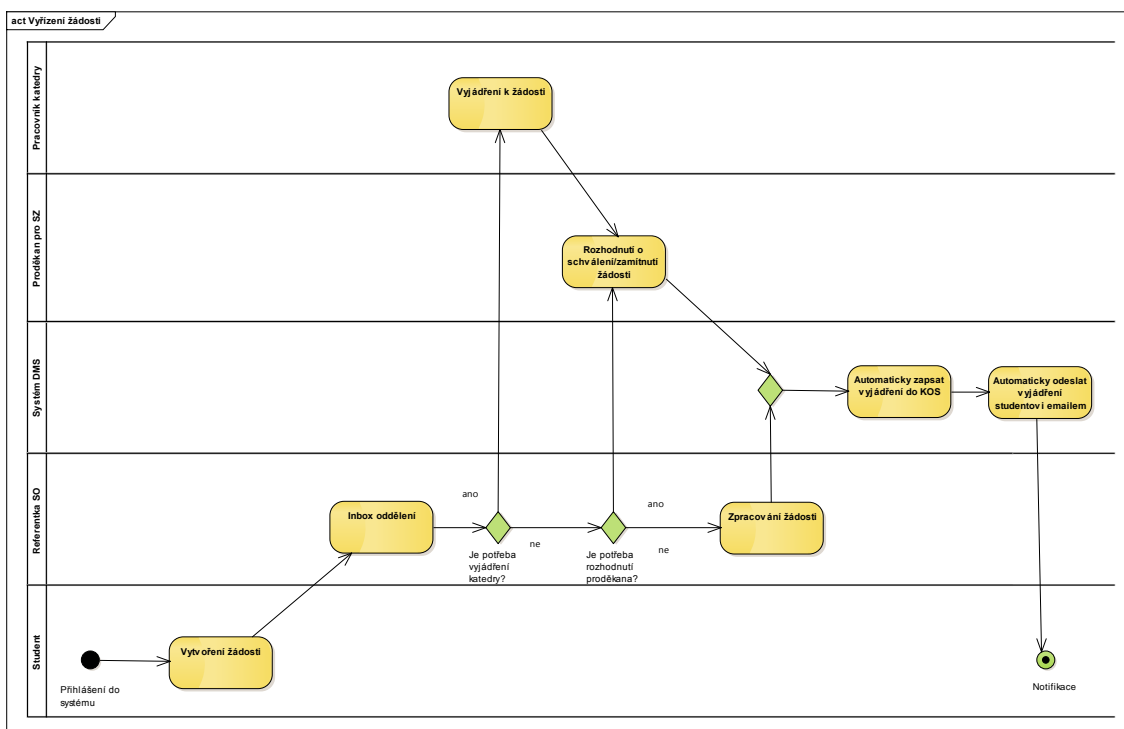 act Vyřízení žádosti
Pracovník katedry
Vyjádření k žádosti
Proděkan pro SZ
Rozhodnutí o
schválení/zamítnutí
žádosti
Systém DMS
Automaticky zapsat
vyjádření do KOS
Automaticky odeslat
vyjádření
studentovi emailem
Referentka SO
Inbox oddělení
ano
ne
Je potřeba
vyjádření
katedry?
ano
ne
Je potřeba
rozhodnutí
proděkana?
Zpracování žádosti
Student
Přihlášení do
systému
Vytvoření žádosti
Notifikace